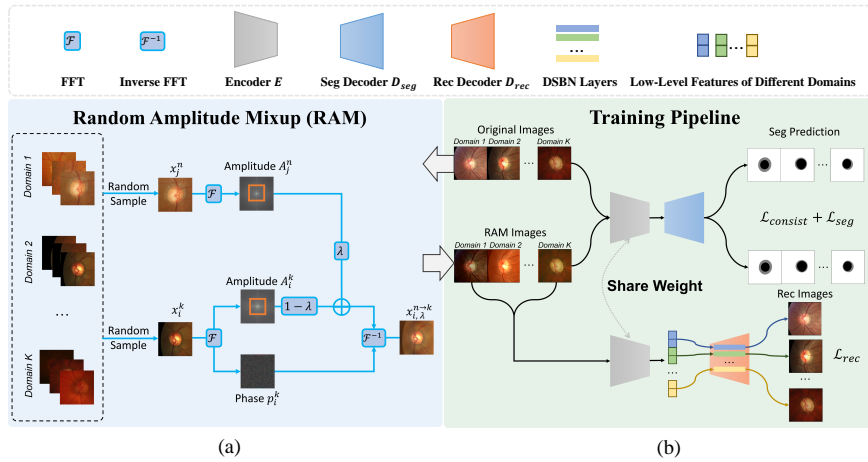 𝓕
𝓕⁻¹
...
...
FFT
Inverse FFT
Encoder E
Seg Decoder D_seg
Rec Decoder D_rec
DSBN Layers
Low-Level Features of Different Domains
Random Amplitude Mixup (RAM)
Domain 1
Random
Sample
x_j^n
𝓕
Amplitude A_j^n
λ
Domain 2
...
Domain K
Random
Sample
x_i^k
𝓕
Amplitude A_i^k
1 − λ
𝓕⁻¹
x_{i, λ}^{n→k}
Phase p_i^k
(a)
Training Pipeline
Original Images
Domain 1
Domain 2
Domain K
...
RAM Images
Domain 1
Domain 2
Domain K
...
Share Weight
Seg Prediction
...
ℒ_consist + ℒ_seg
...
Rec Images
...
...
...
ℒ_rec
(b)